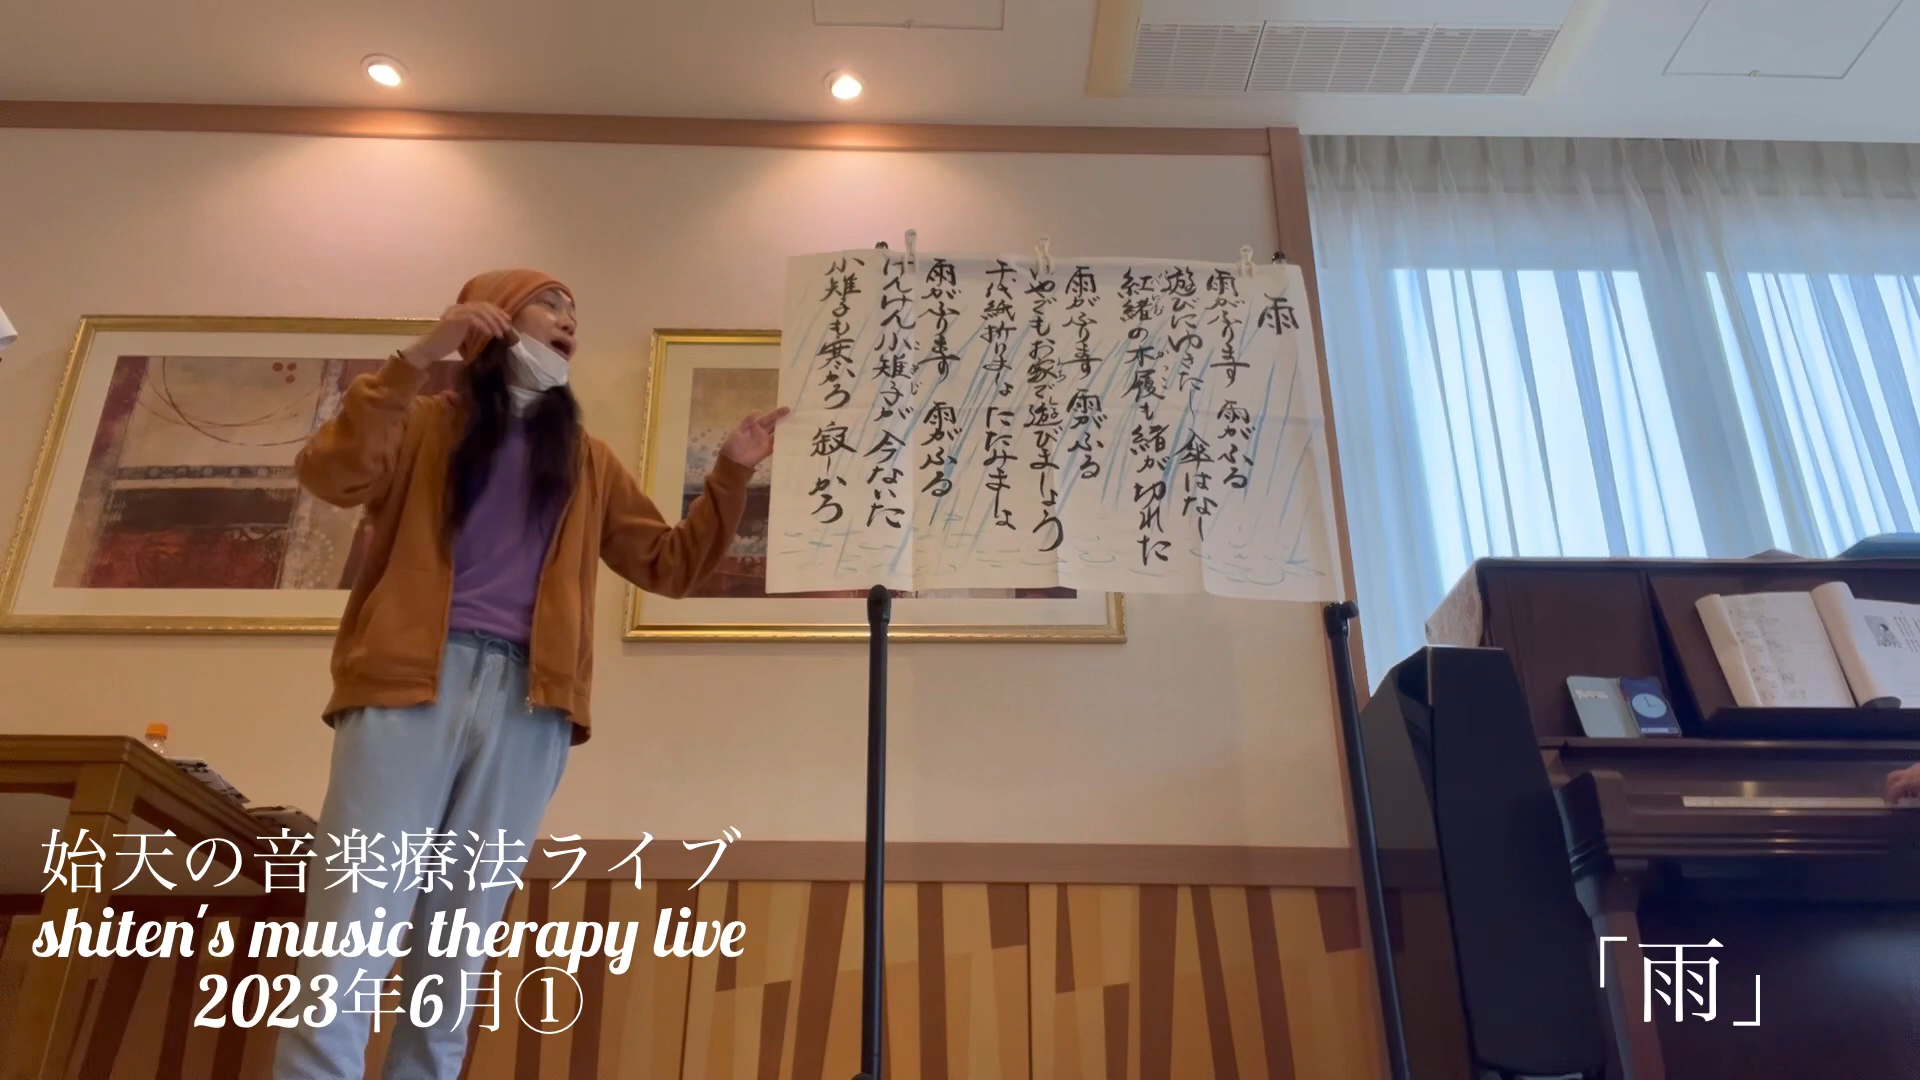 雨
雨がふります 雨がふる
遊びにゆきたし 傘はなし
紅緒の木履も緒が切れた
雨がふります 雨がふる
いやでもお家で遊びましょう
千代紙折りましょ たたみましょ
雨がふります 雨がふる
けんけん小雉子が 今ないた
小雉子も寒かろ 寂しかろ
始天の音楽療法ライブ
shiten's music therapy live
2023年6月①
「雨」